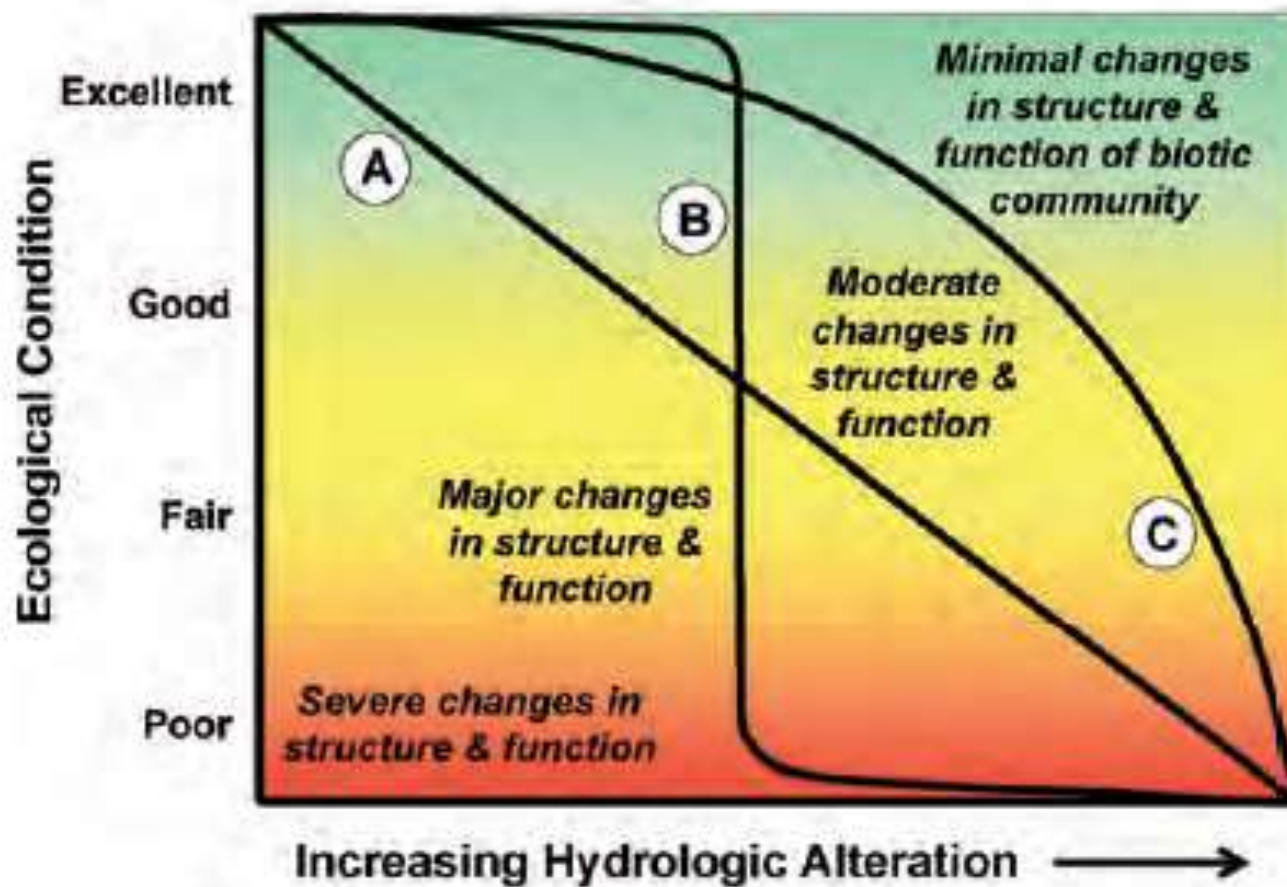 Ecological Condition
Excellent
Good
Fair
Poor
A
B
C
Minimal changes
in structure &
function of biotic
community
Moderate
changes in
structure &
function
Major changes
in structure &
function
Severe changes in
structure & function
Increasing Hydrologic Alteration